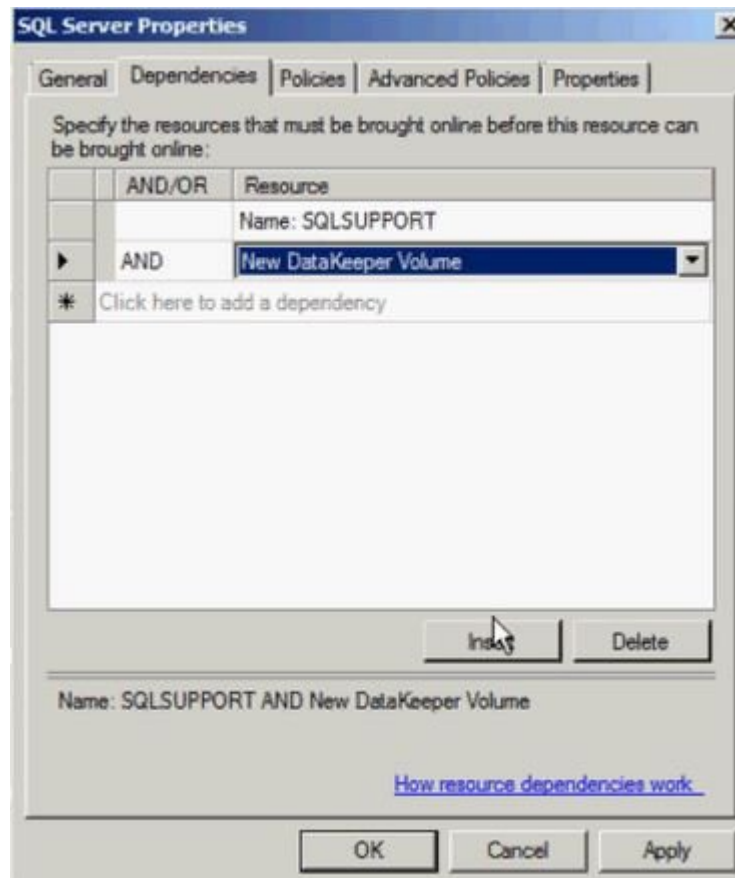 SQL Server Properties
General Dependencies Policies Advanced Policies Properties
Specify the resources that must be brought online before this resource can
be brought online:
AND/OR Resource
Name: SQLSUPPORT
AND New DataKeeper Volume
Click here to add a dependency
Delete
Name: SQLSUPPORT AND New DataKeeper Volume
How resource dependencies work
OK Cancel Apply